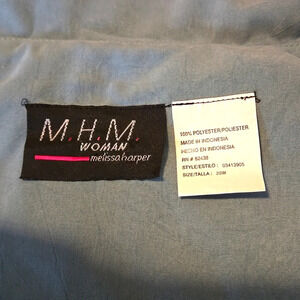 M.H.M.
WOMAN
melissa harper
100% POLYESTER/POLIESTER
MADE IN INDONESIA
HECHO EN INDONESIA
RN # 52438
STYLE/ESTILO : 03413905
SIZE/TALLA : 20W